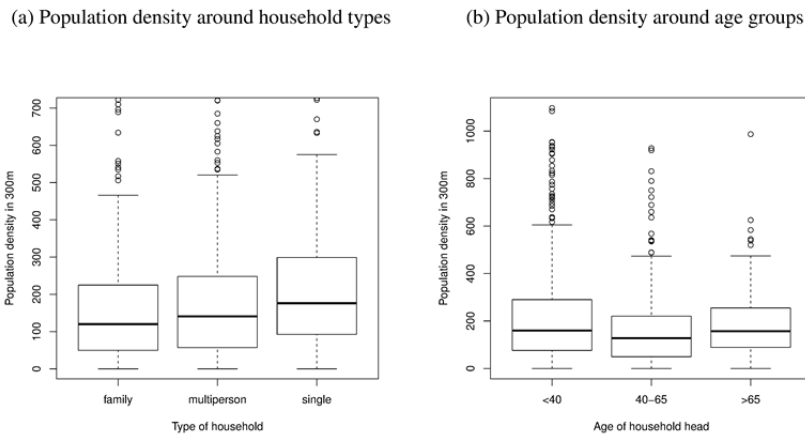 (a) Population density around household types
(b) Population density around age groups
Population density in 300m
700
600
500
400
300
200
100
0
family multiperson single
Type of household
Population density in 300m
1000
800
600
400
200
0
<40 40−65 >65
Age of household head